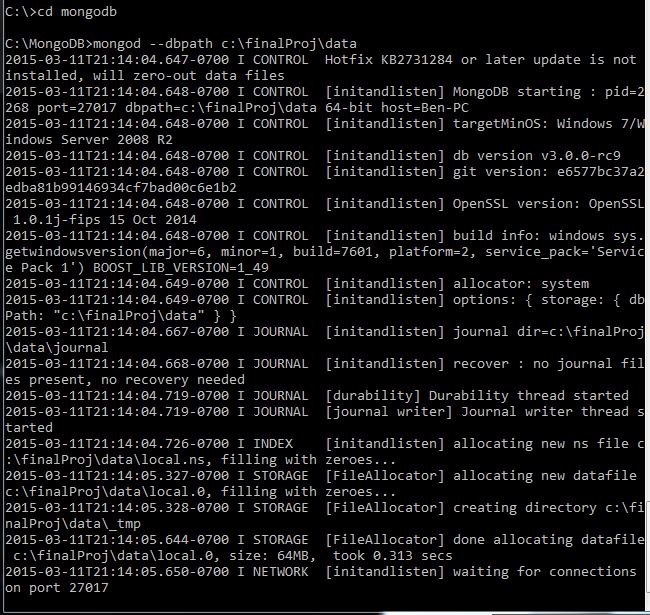 C:\>cd mongodb
C:\MongoDB>mongod --dbpath c:\finalProj\data
2015-03-11T21:14:04.647-0700 I CONTROL  Hotfix KB2731284 or later update is not
installed, will zero-out data files
2015-03-11T21:14:04.648-0700 I CONTROL  [initandlisten] MongoDB starting : pid=2
268 port=27017 dbpath=c:\finalProj\data 64-bit host=Ben-PC
2015-03-11T21:14:04.648-0700 I CONTROL  [initandlisten] targetMinOS: Windows 7/W
indows Server 2008 R2
2015-03-11T21:14:04.648-0700 I CONTROL  [initandlisten] db version v3.0.0-rc9
2015-03-11T21:14:04.648-0700 I CONTROL  [initandlisten] git version: e6577bc37a2
edba81b99146934cf7bad00c6e1b2
2015-03-11T21:14:04.648-0700 I CONTROL  [initandlisten] OpenSSL version: OpenSSL
 1.0.1j-fips 15 Oct 2014
2015-03-11T21:14:04.648-0700 I CONTROL  [initandlisten] build info: windows sys.
getwindowsversion(major=6, minor=1, build=7601, platform=2, service_pack='Servic
e Pack 1') BOOST_LIB_VERSION=1_49
2015-03-11T21:14:04.649-0700 I CONTROL  [initandlisten] allocator: system
2015-03-11T21:14:04.649-0700 I CONTROL  [initandlisten] options: { storage: { db
Path: "c:\finalProj\data" } }
2015-03-11T21:14:04.667-0700 I JOURNAL  [initandlisten] journal dir=c:\finalProj
\data\journal
2015-03-11T21:14:04.668-0700 I JOURNAL  [initandlisten] recover : no journal fil
es present, no recovery needed
2015-03-11T21:14:04.719-0700 I JOURNAL  [durability] Durability thread started
2015-03-11T21:14:04.719-0700 I JOURNAL  [journal writer] Journal writer thread s
tarted
2015-03-11T21:14:04.726-0700 I INDEX    [initandlisten] allocating new ns file c
:\finalProj\data\local.ns, filling with zeroes...
2015-03-11T21:14:05.327-0700 I STORAGE  [FileAllocator] allocating new datafile
c:\finalProj\data\local.0, filling with zeroes...
2015-03-11T21:14:05.328-0700 I STORAGE  [FileAllocator] creating directory c:\fi
nalProj\data\_tmp
2015-03-11T21:14:05.644-0700 I STORAGE  [FileAllocator] done allocating datafile
 c:\finalProj\data\local.0, size: 64MB,  took 0.313 secs
2015-03-11T21:14:05.650-0700 I NETWORK  [initandlisten] waiting for connections
on port 27017